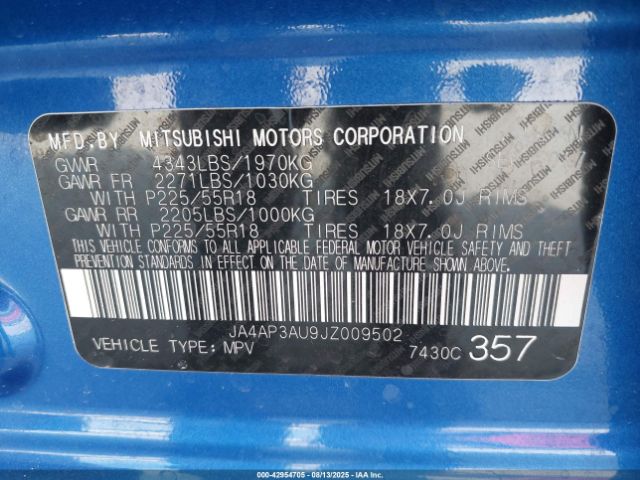 MFD.BY MITSUBISHI MOTORS CORPORATION
GVWR 4343LBS/1970KG
GAWR FR 2271LBS/1030KG
WITH P225/55R18 TIRES 18X7.0J RIMS
GAWR RR 2205LBS/1000KG
WITH P225/55R18 TIRES 18X7.0J RIMS
THIS VEHICLE CONFORMS TO ALL APPLICABLE FEDERAL MOTOR VEHICLE SAFETY AND THEFT
PREVENTION STANDARDS IN EFFECT ON THE DATE OF MANUFACTURE SHOWN ABOVE.
JA4AP3AU9JZ009502
VEHICLE TYPE: MPV 7430C 357
000-42954705 - 08/13/2025 - IAAI.com